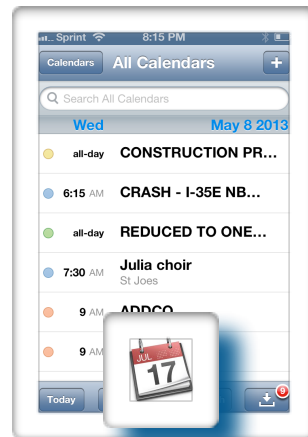 Sprint 8:15 PM
Calendars All Calendars +
Search All Calendars
Wed May 8 2013
all-day CONSTRUCTION PR...
6:15 AM CRASH - I-35E NB...
all-day REDUCED TO ONE...
7:30 AM Julia choir
St Joes
9 AM ADDCO
9 AM
JUL
17
Today 9